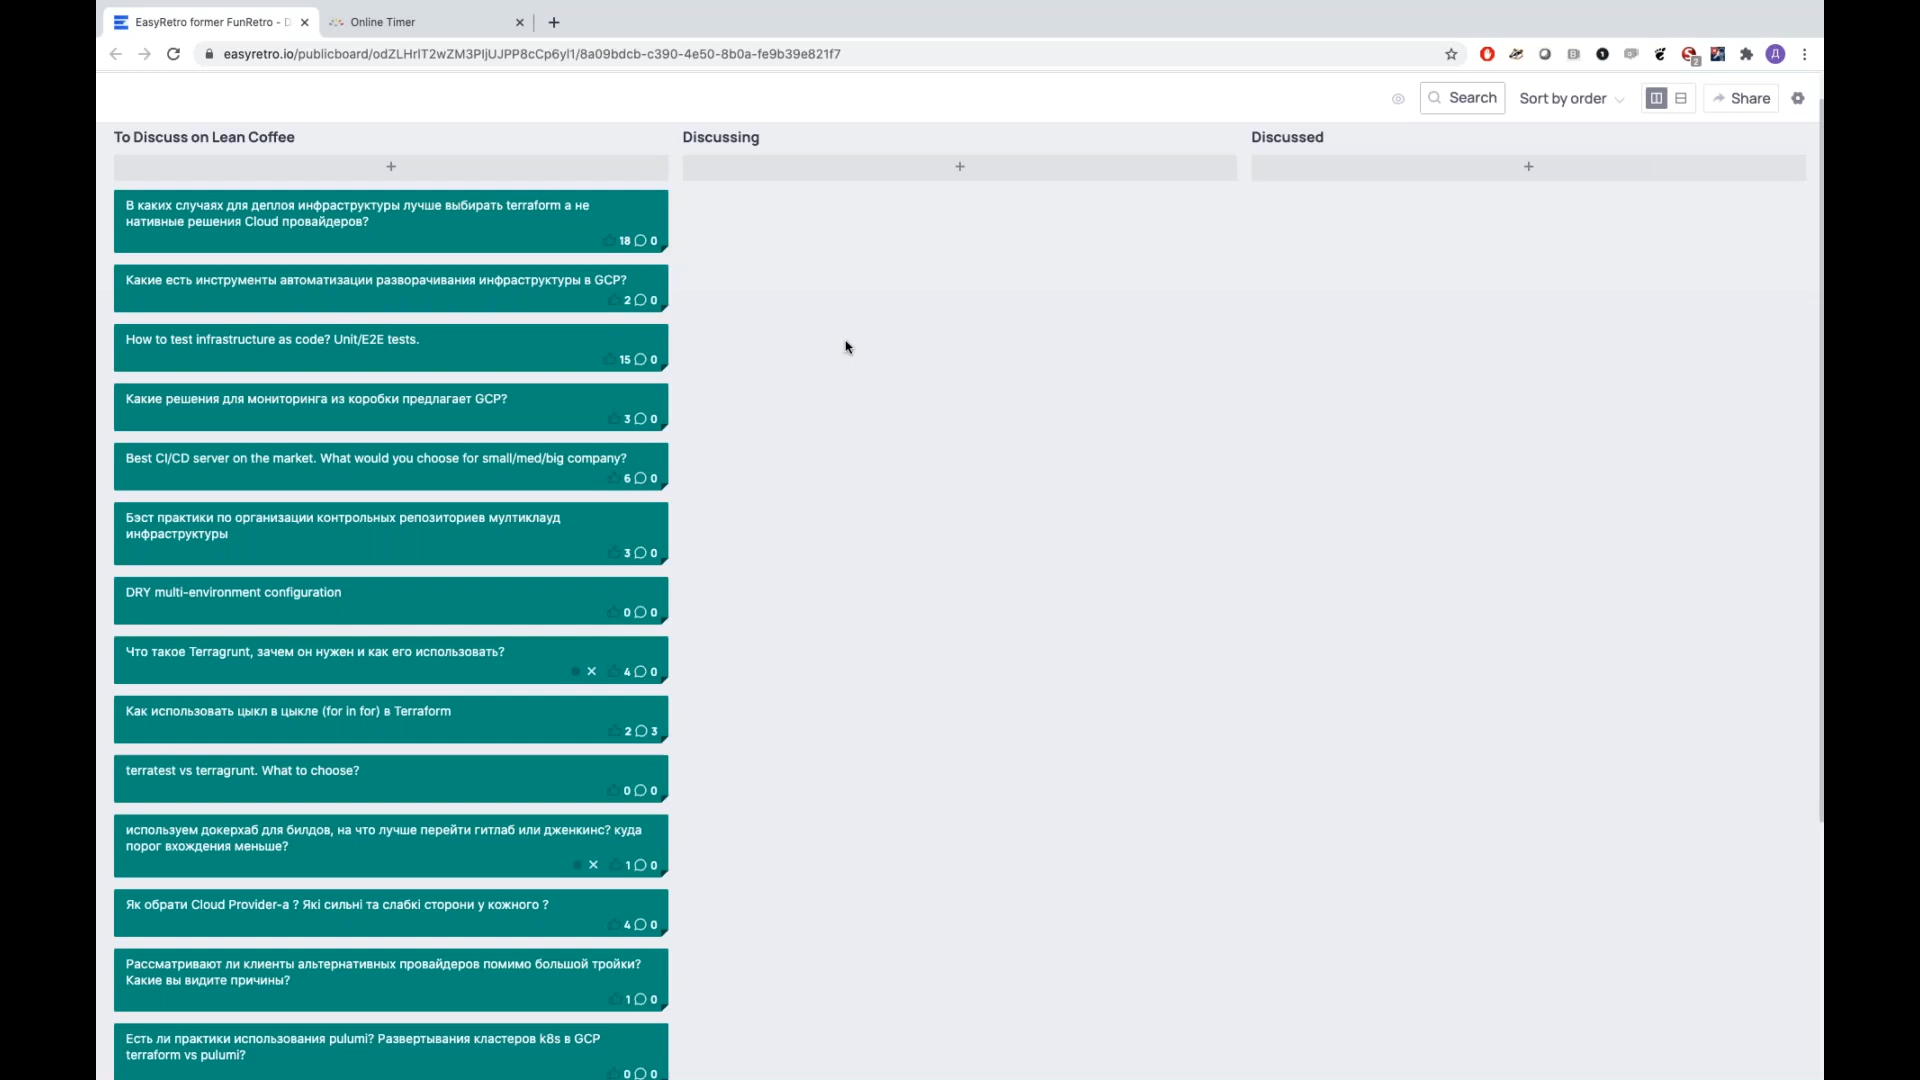 EasyRetro former FunRetro - D
Online Timer
easyretro.io/publicboard/odZLHrlT2wZM3PljUJPP8cCp6yl1/8a09bdcb-c390-4e50-8b0a-fe9b39e821f7
Search
Sort by order
Share
To Discuss on Lean Coffee
Discussing
Discussed
+
+
+
В каких случаях для деплоя инфраструктуры лучше выбирать terraform а не
нативные решения Cloud провайдеров?
18 0
Какие есть инструменты автоматизации разворачивания инфраструктуры в GCP?
2 0
How to test infrastructure as code? Unit/E2E tests.
15 0
Какие решения для мониторинга из коробки предлагает GCP?
3 0
Best CI/CD server on the market. What would you choose for small/med/big company?
6 0
Бэст практики по организации контрольных репозиториев мултиклауд
инфраструктуры
3 0
DRY multi-environment configuration
0 0
Что такое Terragrunt, зачем он нужен и как его использовать?
4 0
Как использовать цыкл в цыкле (for in for) в Terraform
2 3
terratest vs terragrunt. What to choose?
0 0
используем докерхаб для билдов, на что лучше перейти гитлаб или дженкинс? куда
порог вхождения меньше?
1 0
Як обрати Cloud Provider-а ? Які сильні та слабкі сторони у кожного ?
4 0
Рассматривают ли клиенты альтернативных провайдеров помимо большой тройки?
Какие вы видите причины?
1 0
Есть ли практики использования pulumi? Развертывания кластеров k8s в GCP
terraform vs pulumi?
0 0